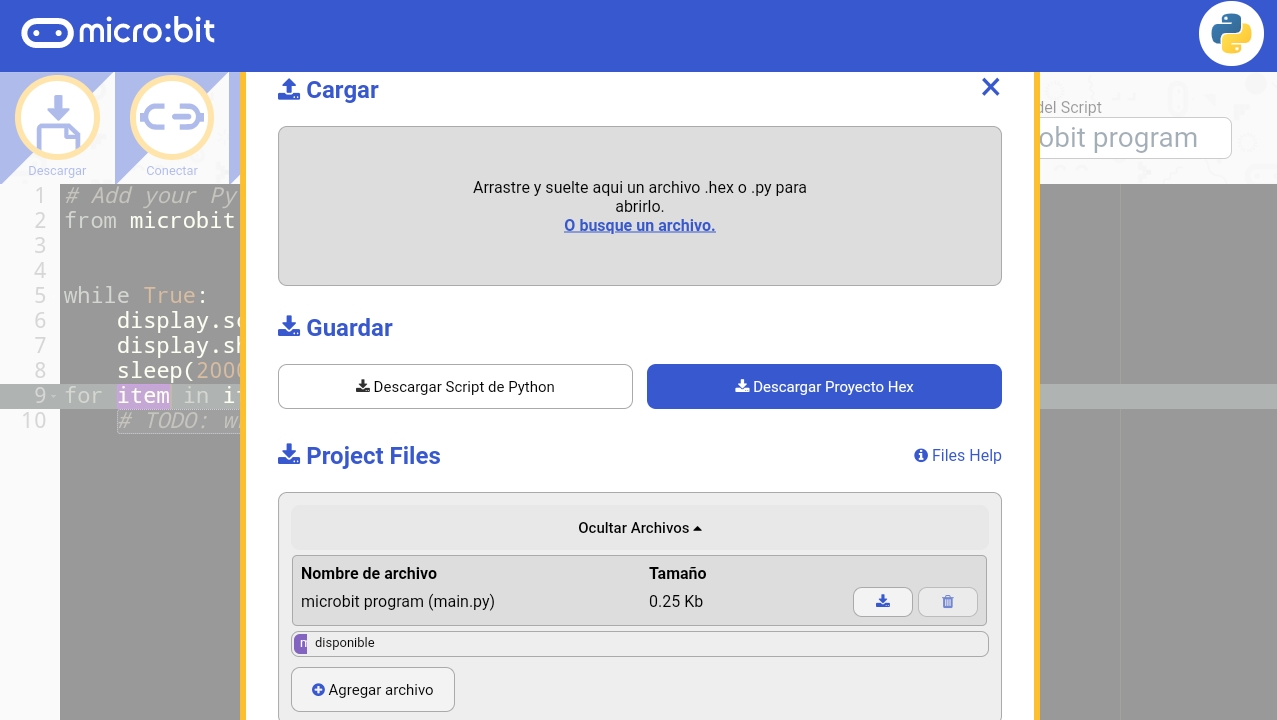 micro:bit
Cargar
del Script
obit program
Descargar
Conectar
Arrastre y suelte aqui un archivo .hex o .py para
abrirlo.
O busque un archivo.
1 # Add your Py
2 from microbit
3
4
5 while True:
6 display.sc
7 display.sh
8 sleep(2000
9 for item in it
10 # TODO: w
Guardar
Descargar Script de Python
Descargar Proyecto Hex
Project Files
Files Help
Ocultar Archivos
Nombre de archivo Tamaño
microbit program (main.py) 0.25 Kb
disponible
Agregar archivo